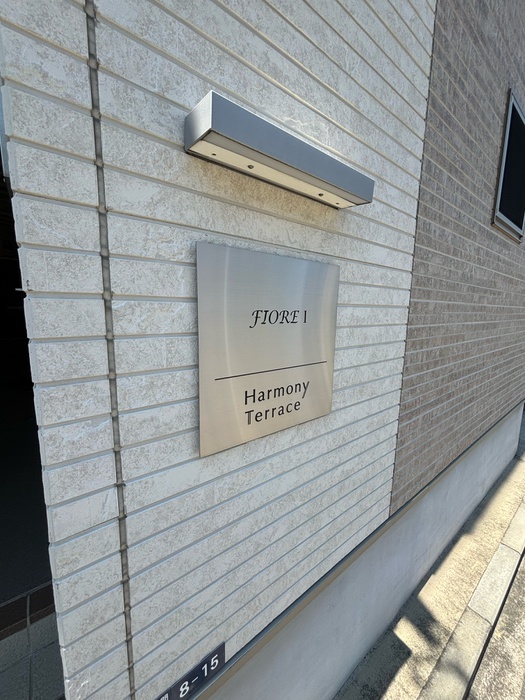 FIORE I
Harmony
Terrace
8-15